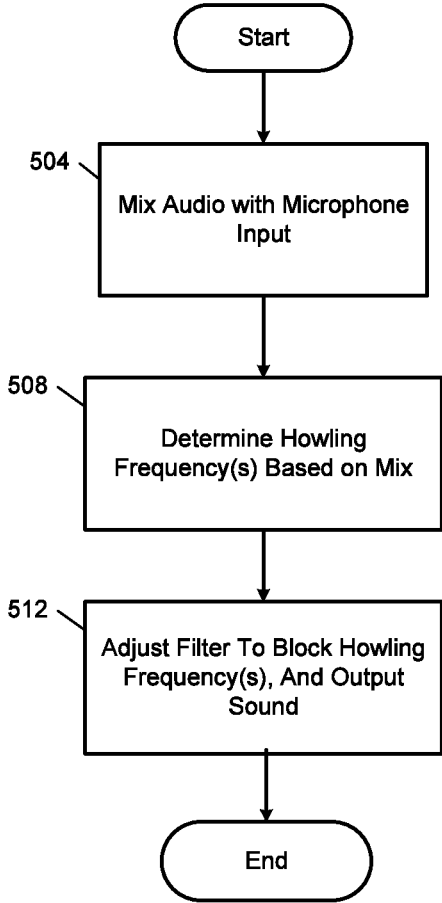 Start
504
Mix Audio with Microphone
Input
508
Determine Howling
Frequency(s) Based on Mix
512
Adjust Filter To Block Howling
Frequency(s), And Output
Sound
End